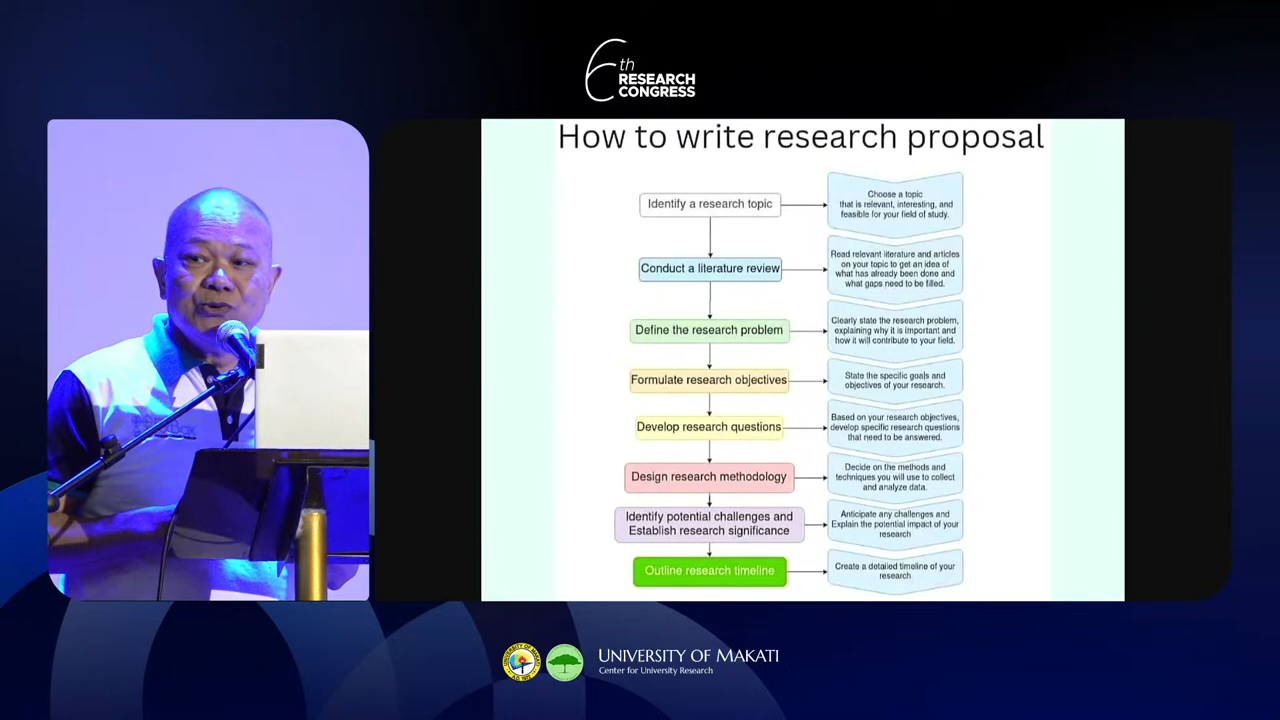 6th
RESEARCH
CONGRESS
How to write research proposal
Identify a research topic
Choose a topic
that is relevant, interesting, and
feasible for your field of study.
Conduct a literature review
Read relevant literature and articles
on your topic to get an idea of
what has already been done and
what gaps need to be filled.
Define the research problem
Clearly state the research problem,
explaining why it is important and
how it will contribute to your field.
Formulate research objectives
State the specific goals and
objectives of your research.
Develop research questions
Based on your research objectives,
develop specific research questions
that need to be answered.
Design research methodology
Decide on the methods and
techniques you will use to collect
and analyze data.
Identify potential challenges and
Establish research significance
Anticipate any challenges and
Explain the potential impact of your
research
Outline research timeline
Create a detailed timeline of your
research
UNIVERSITY OF MAKATI
Center for University Research